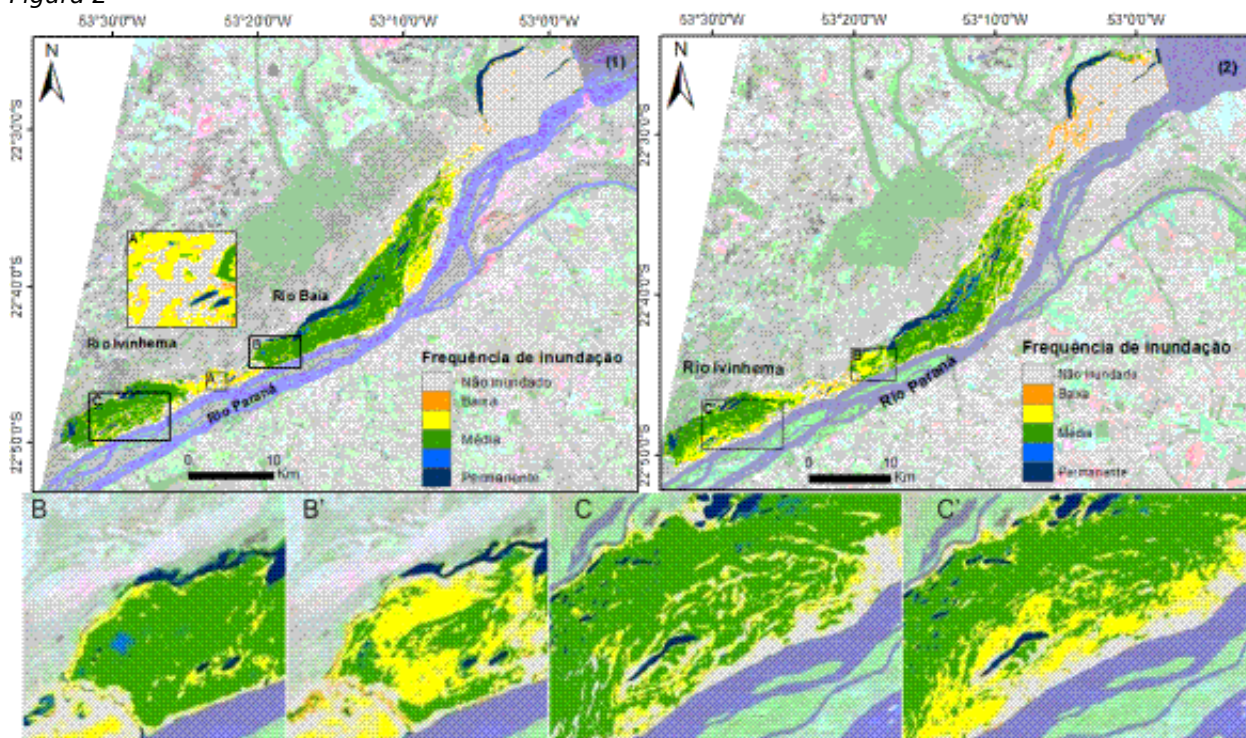 Figura 2
53°30'0"W 53°20'0"W 53°10'0"W 53°0'0"W
53°30'0"W 53°20'0"W 53°10'0"W 53°0'0"W
N
(1)
22°30'0"S
A'
Rio Baía
22°40'0"S
Rio Ivinhema
B
A
C
Rio Paraná
22°50'0"S
0 10
Km
Frequência de inundação
Não inundado
Baixa
Média
Permanente
N
(2)
22°30'0"S
22°40'0"S
Rio Ivinhema
B'
C'
Rio Paraná
22°50'0"S
0 10
Km
Frequência de inundação
Não inundado
Baixa
Média
Permanente
B
B'
C
C'